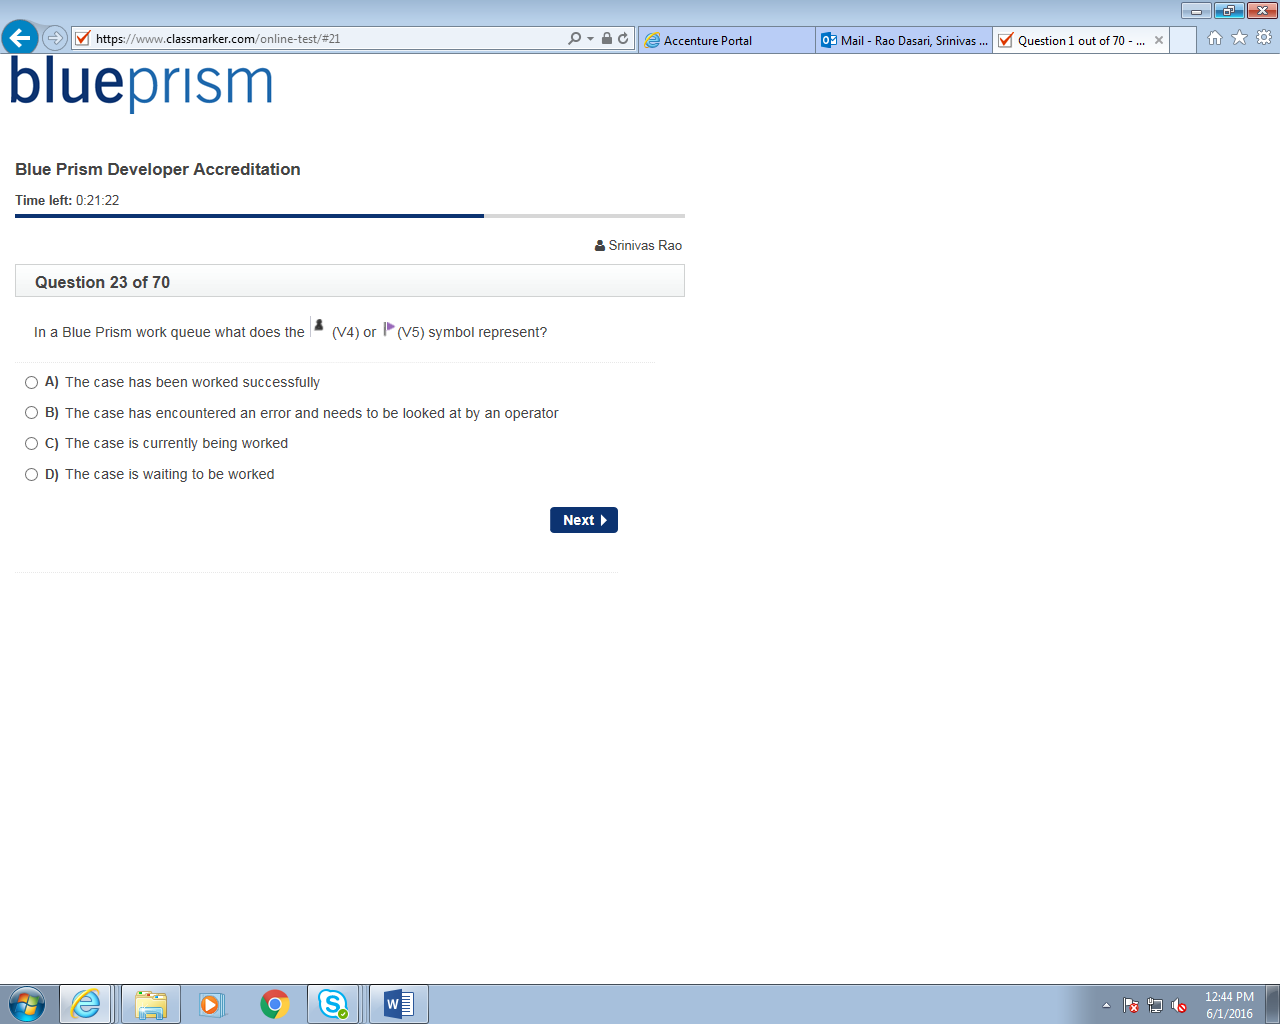 https://www.classmarker.com/online-test/#21
Accenture Portal
Mail - Rao Dasari, Srinivas ...
Question 1 out of 70 - ...
blueprism
Blue Prism Developer Accreditation
Time left: 0:21:22
Srinivas Rao
Question 23 of 70
In a Blue Prism work queue what does the (V4) or (V5) symbol represent?
A) The case has been worked successfully
B) The case has encountered an error and needs to be looked at by an operator
C) The case is currently being worked
D) The case is waiting to be worked
Next
12:44 PM
6/1/2016